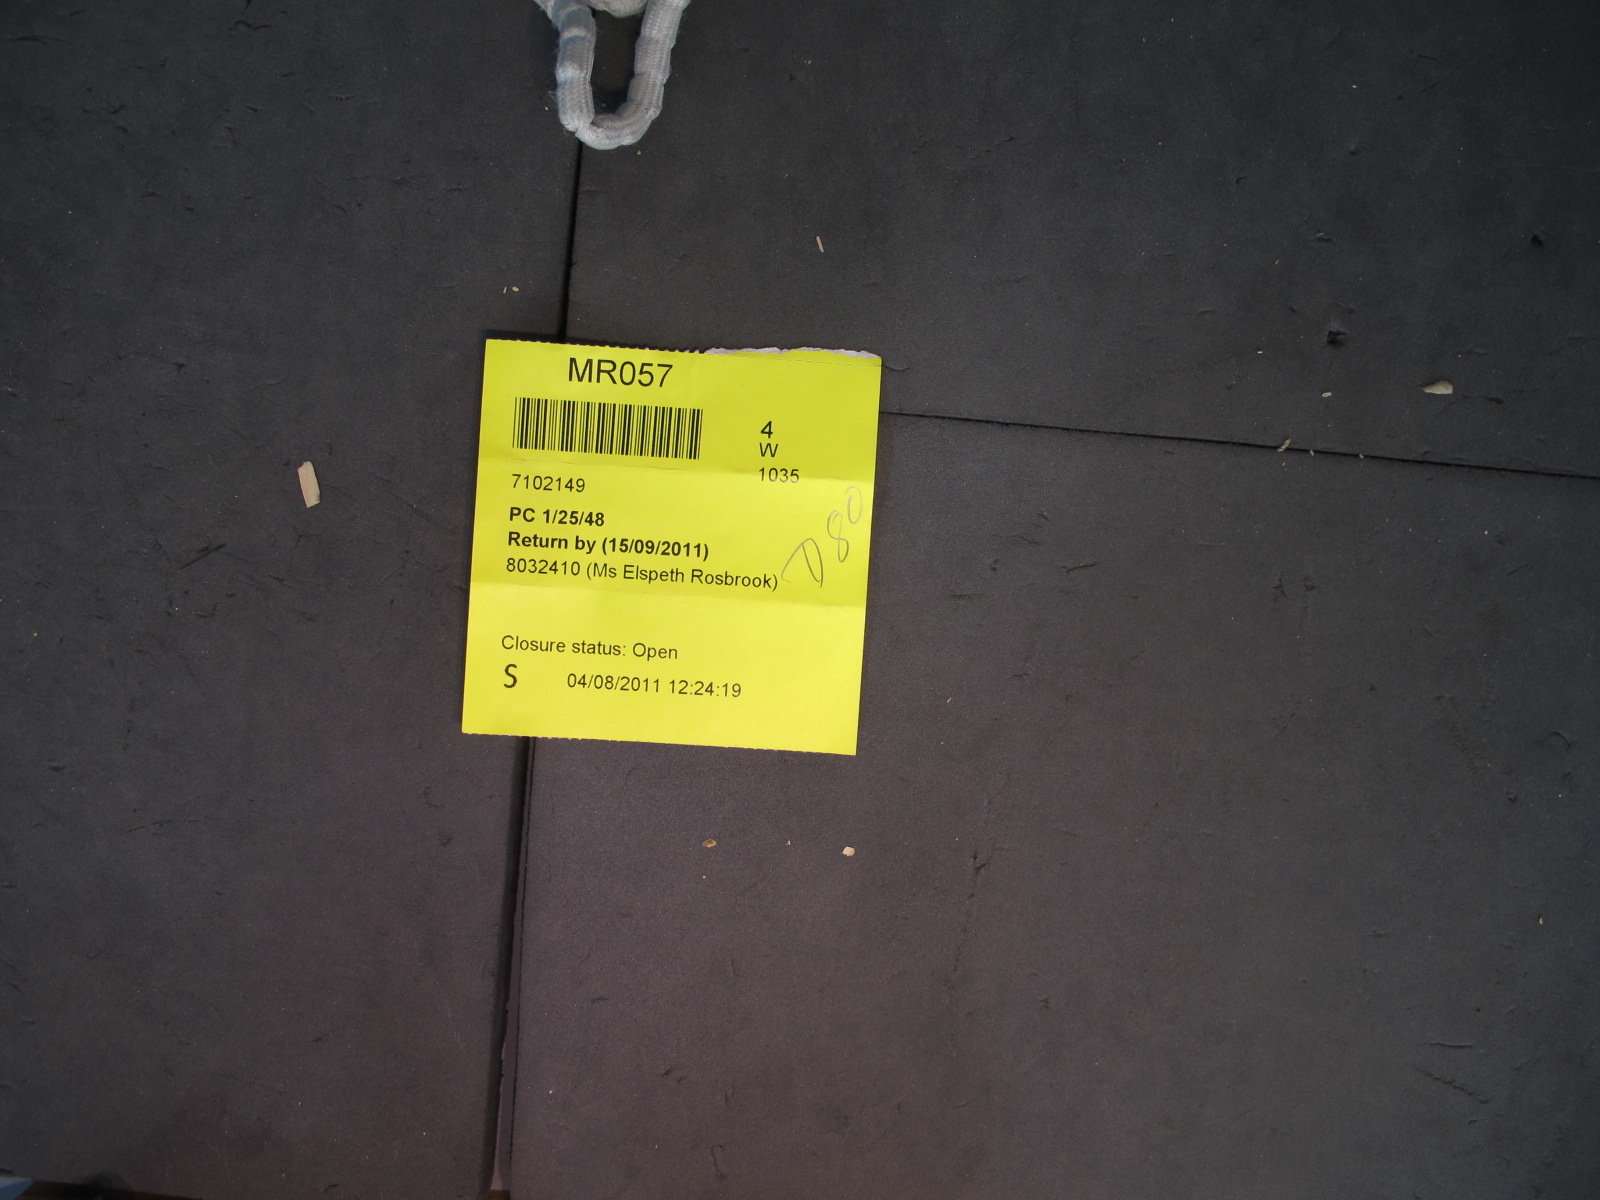 MR057
4
W
1035
7102149
PC 1/25/48
Return by (15/09/2011)
8032410 (Ms Elspeth Rosbrook)
D80
Closure status: Open
S 04/08/2011 12:24:19